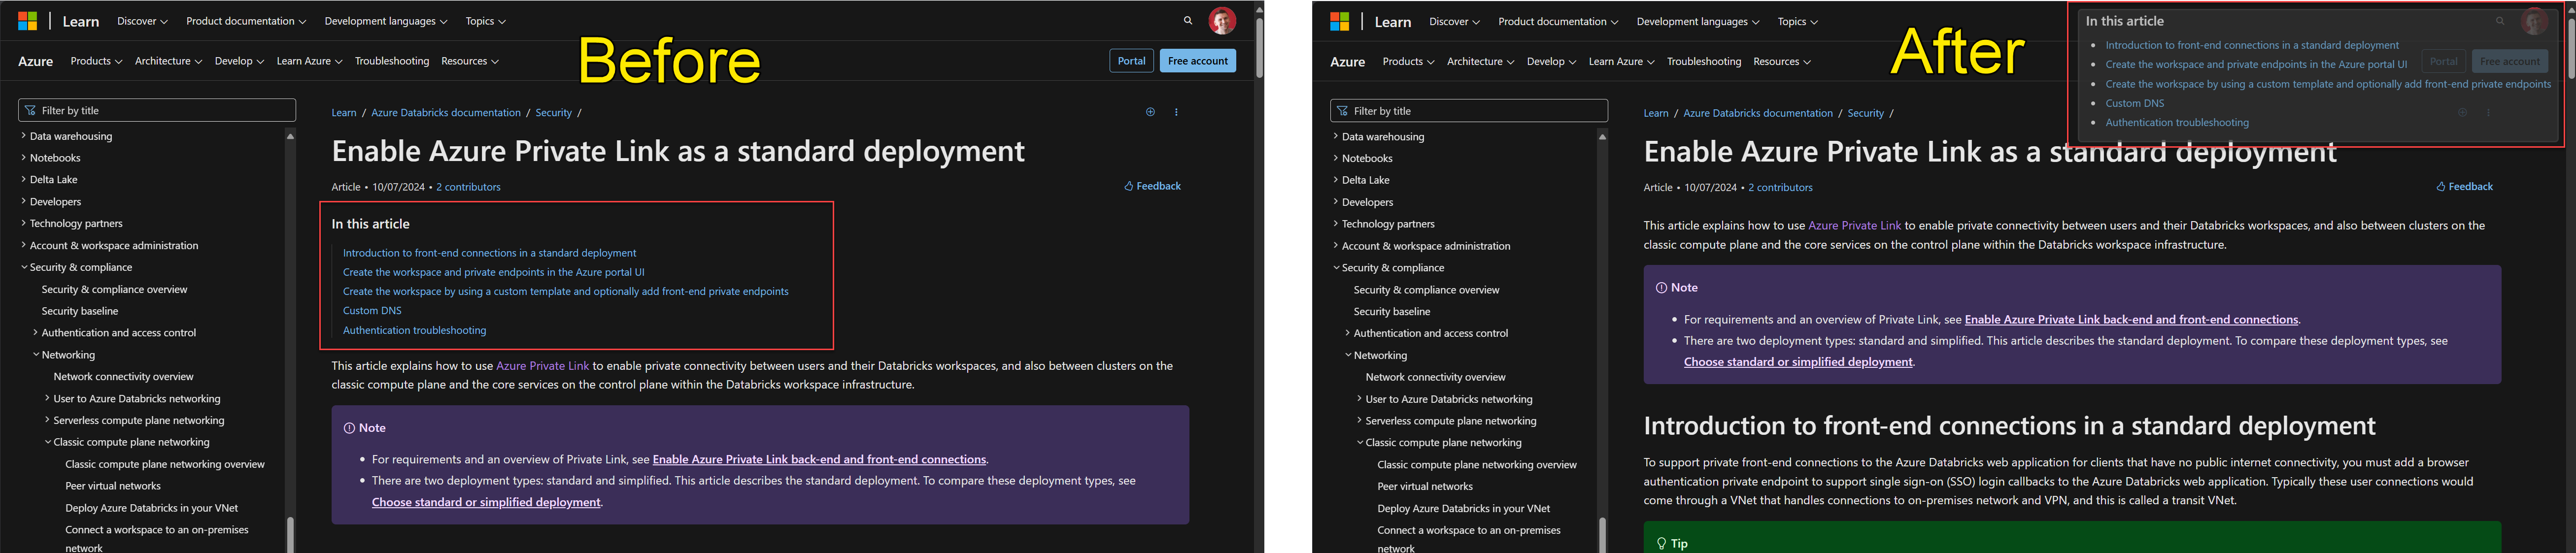 Learn Discover Product documentation Development languages Topics
Before
Azure Products Architecture Develop Learn Azure Troubleshooting Resources Portal Free account
Filter by title
Data warehousing
Notebooks
Delta Lake
Developers
Technology partners
Account & workspace administration
Security & compliance
Security & compliance overview
Security baseline
Authentication and access control
Networking
Network connectivity overview
User to Azure Databricks networking
Serverless compute plane networking
Classic compute plane networking
Classic compute plane networking overview
Peer virtual networks
Deploy Azure Databricks in your VNet
Connect a workspace to an on-premises
network
Learn / Azure Databricks documentation / Security /
Enable Azure Private Link as a standard deployment
Article • 10/07/2024 • 2 contributors
Feedback
In this article
Introduction to front-end connections in a standard deployment
Create the workspace and private endpoints in the Azure portal UI
Create the workspace by using a custom template and optionally add front-end private endpoints
Custom DNS
Authentication troubleshooting
This article explains how to use Azure Private Link to enable private connectivity between users and their Databricks workspaces, and also between clusters on the
classic compute plane and the core services on the control plane within the Databricks workspace infrastructure.
Note
• For requirements and an overview of Private Link, see Enable Azure Private Link back-end and front-end connections.
• There are two deployment types: standard and simplified. This article describes the standard deployment. To compare these deployment types, see
Choose standard or simplified deployment.
Learn Discover Product documentation Development languages Topics
After
Azure Products Architecture Develop Learn Azure Troubleshooting Resources Portal Free account
In this article
• Introduction to front-end connections in a standard deployment
• Create the workspace and private endpoints in the Azure portal UI
• Create the workspace by using a custom template and optionally add front-end private endpoints
• Custom DNS
• Authentication troubleshooting
Filter by title
Data warehousing
Notebooks
Delta Lake
Developers
Technology partners
Account & workspace administration
Security & compliance
Security & compliance overview
Security baseline
Authentication and access control
Networking
Network connectivity overview
User to Azure Databricks networking
Serverless compute plane networking
Classic compute plane networking
Classic compute plane networking overview
Peer virtual networks
Deploy Azure Databricks in your VNet
Connect a workspace to an on-premises
network
Learn / Azure Databricks documentation / Security /
Enable Azure Private Link as a standard deployment
Article • 10/07/2024 • 2 contributors
Feedback
This article explains how to use Azure Private Link to enable private connectivity between users and their Databricks workspaces, and also between clusters on the
classic compute plane and the core services on the control plane within the Databricks workspace infrastructure.
Note
• For requirements and an overview of Private Link, see Enable Azure Private Link back-end and front-end connections.
• There are two deployment types: standard and simplified. This article describes the standard deployment. To compare these deployment types, see
Choose standard or simplified deployment.
Introduction to front-end connections in a standard deployment
To support private front-end connections to the Azure Databricks web application for clients that have no public internet connectivity, you must add a browser
authentication private endpoint to support single sign-on (SSO) login callbacks to the Azure Databricks web application. Typically these user connections would
come through a VNet that handles connections to on-premises network and VPN, and this is called a transit VNet.
Tip